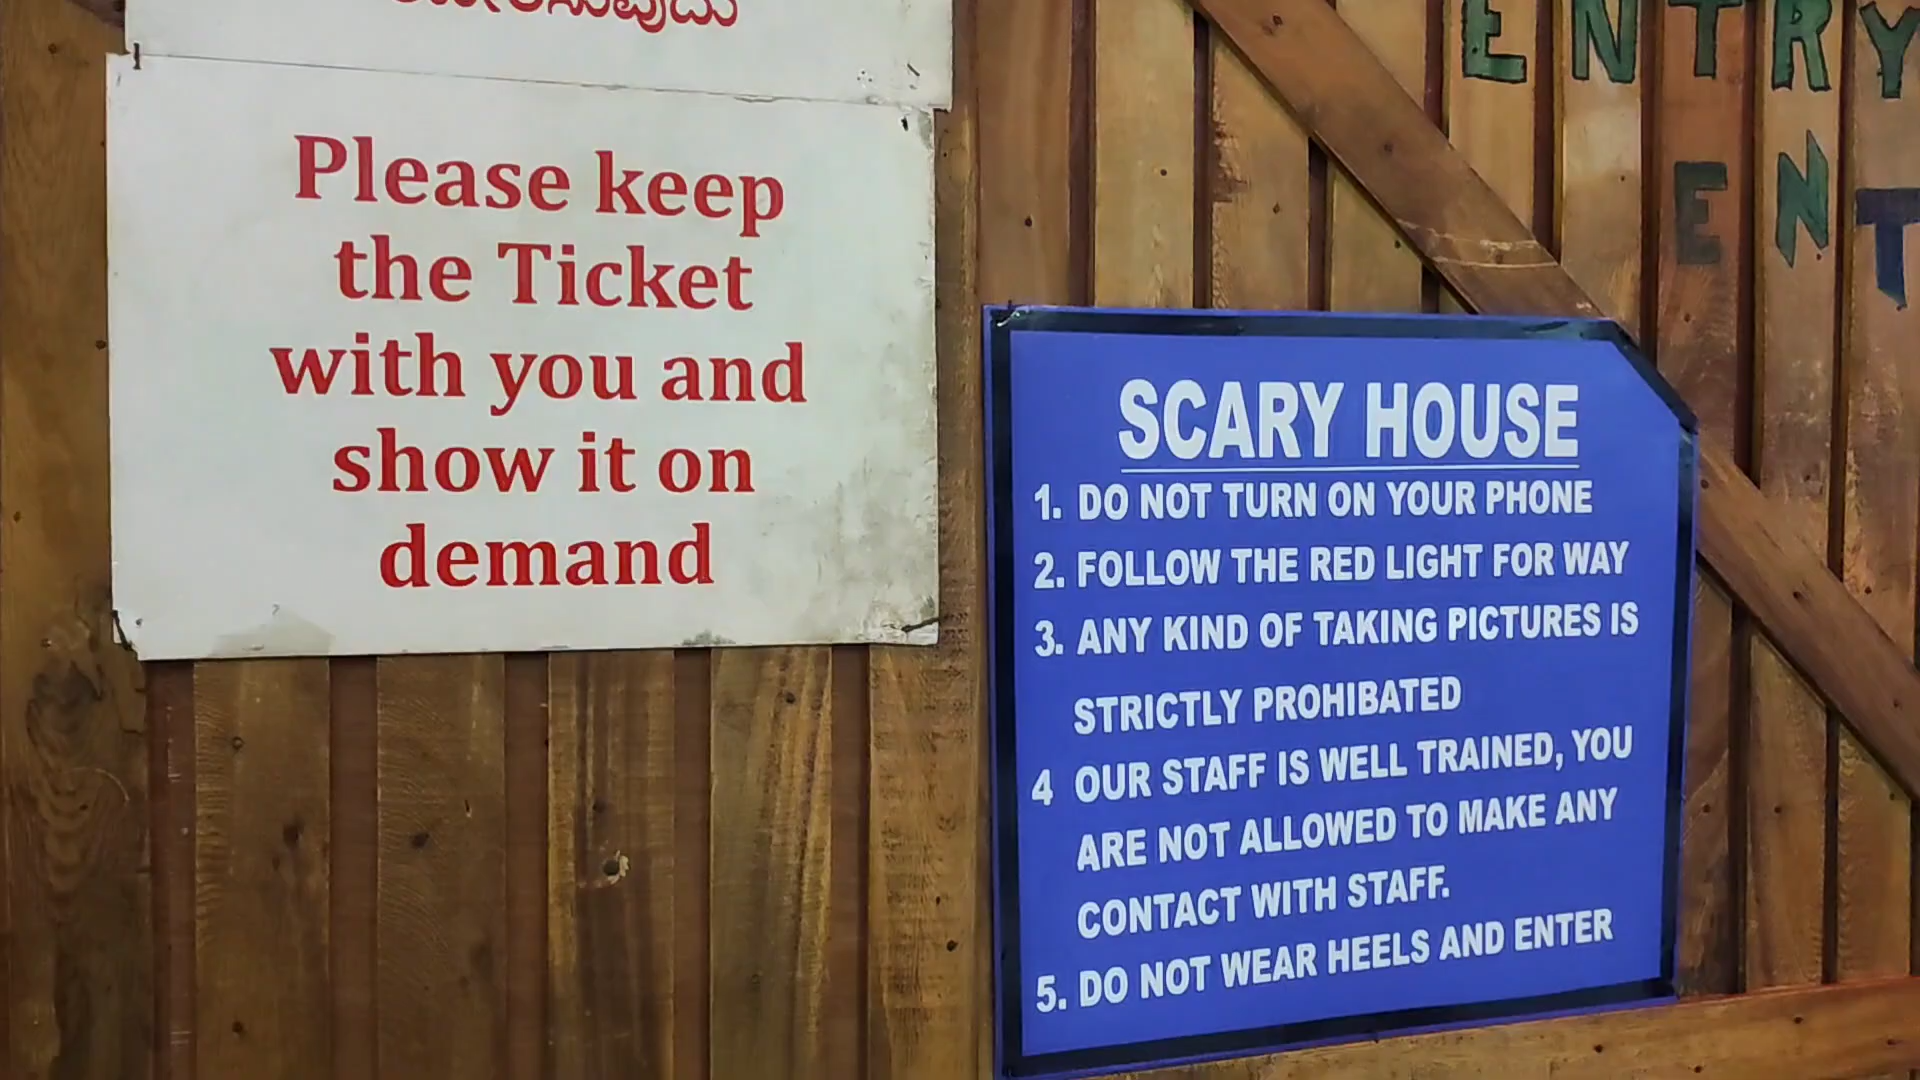 Please keep
the Ticket
with you and
show it on
demand
ENTRY
ENT
SCARY HOUSE
1. DO NOT TURN ON YOUR PHONE
2. FOLLOW THE RED LIGHT FOR WAY
3. ANY KIND OF TAKING PICTURES IS
STRICTLY PROHIBATED
4 OUR STAFF IS WELL TRAINED, YOU
ARE NOT ALLOWED TO MAKE ANY
CONTACT WITH STAFF.
5. DO NOT WEAR HEELS AND ENTER